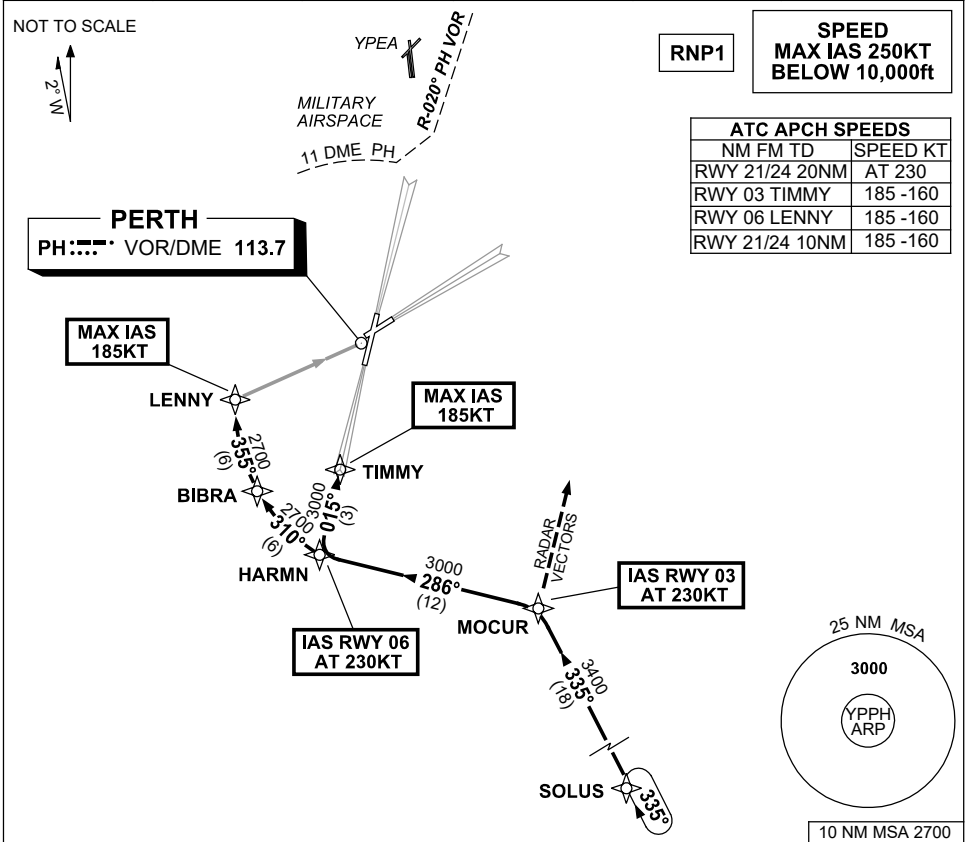 NOT TO SCALE
2° W
YPEA
MILITARY
AIRSPACE
R-020° PH VOR
11 DME PH
RNP1
SPEED
MAX IAS 250KT
BELOW 10,000ft
ATC APCH SPEEDS
NM FM TD SPEED KT
RWY 21/24 20NM AT 230
RWY 03 TIMMY 185 -160
RWY 06 LENNY 185 -160
RWY 21/24 10NM 185 -160
PERTH
PH VOR/DME 113.7
MAX IAS
185KT
LENNY
MAX IAS
185KT
TIMMY
2700
355°
(6)
BIBRA
2700
310°
(6)
3000
015°
(3)
HARMN
3000
286°
(12)
RADAR
VECTORS
MOCUR
IAS RWY 03
AT 230KT
IAS RWY 06
AT 230KT
3400
335°
(18)
SOLUS
335°
25 NM MSA
3000
YPPH
ARP
10 NM MSA 2700